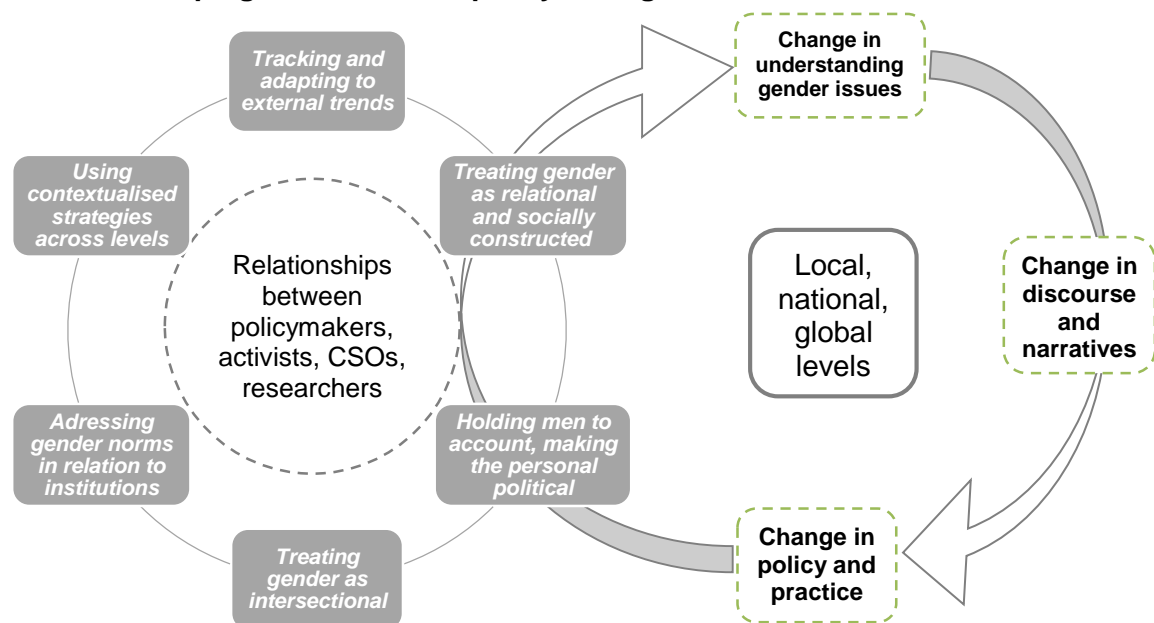 Tracking and
adapting to
external trends
Using
contextualised
strategies
across levels
Treating gender
as relational
and socially
constructed
Relationships
between
policymakers,
activists, CSOs,
researchers
Adressing
gender norms
in relation to
institutions
Holding men to
account, making
the personal
political
Treating
gender as
intersectional
Change in
understanding
gender issues
Local,
national,
global
levels
Change in
discourse
and
narratives
Change in
policy and
practice